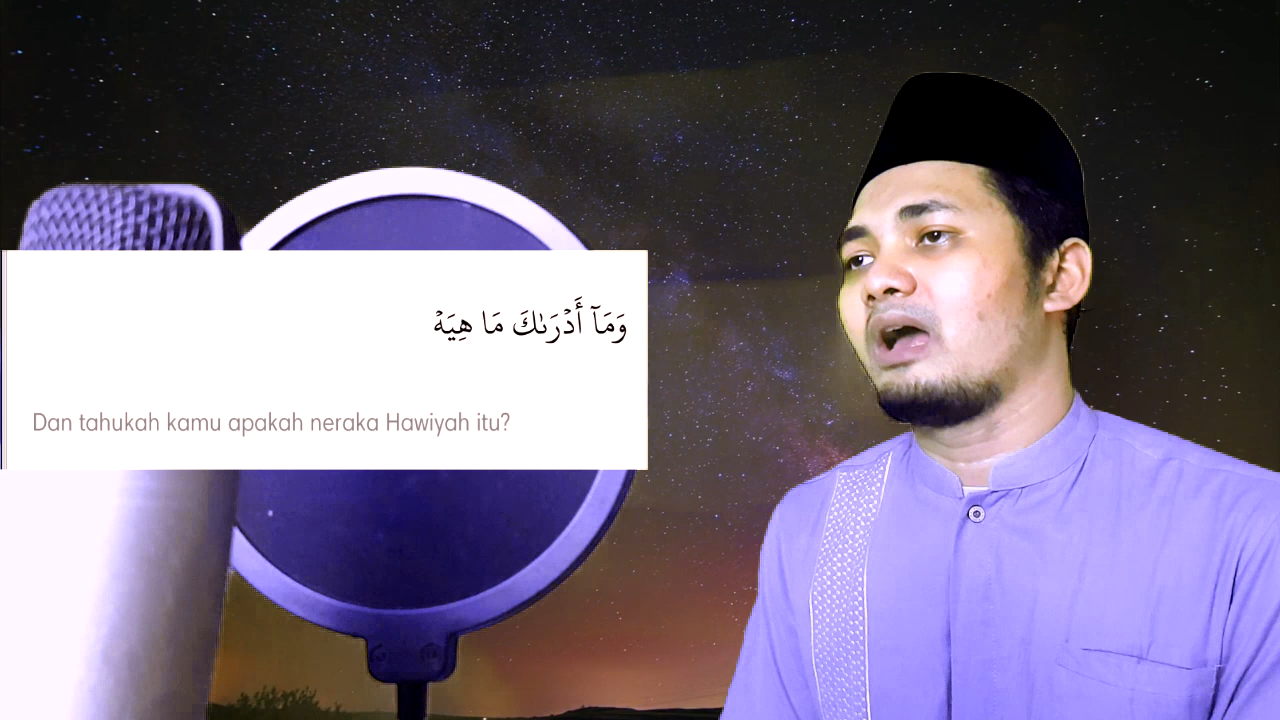 وَمَآ أَدۡرَىٰكَ مَا هِيَهۡ
Dan tahukah kamu apakah neraka Hawiyah itu?